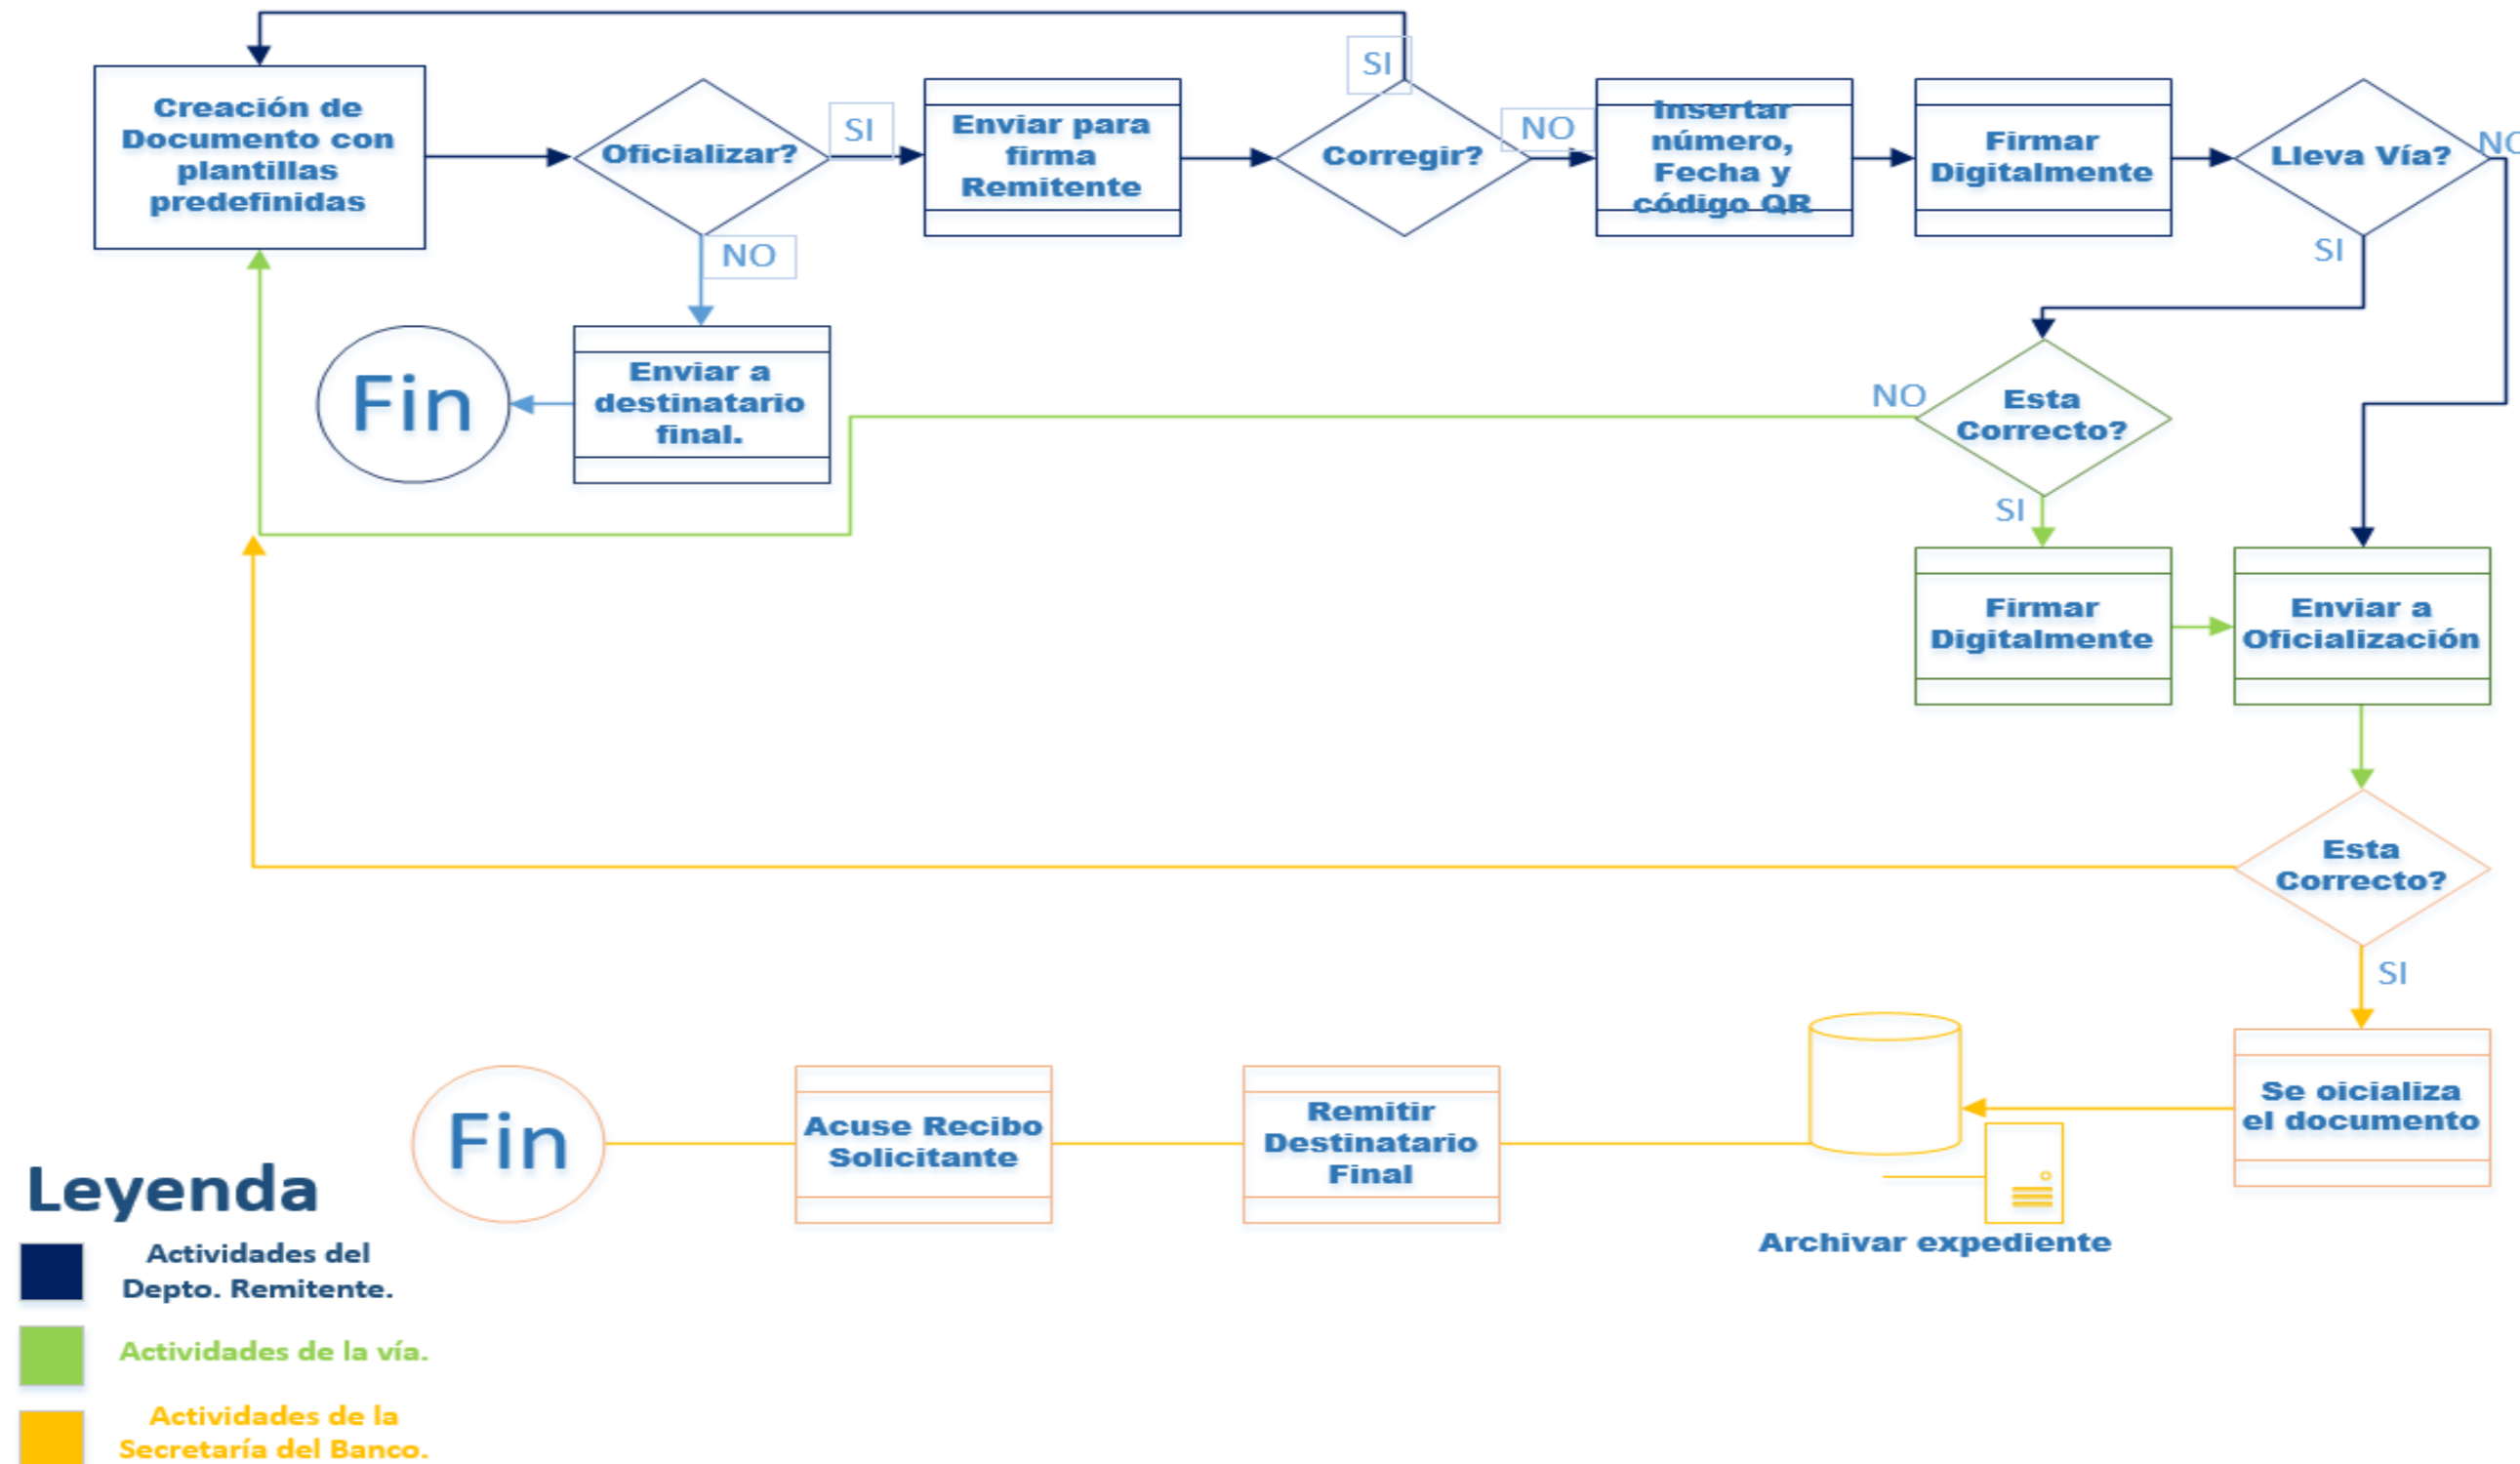 Creación de
Documento con
plantillas
predefinidas
Oficializar?
SI
NO
Enviar para
firma
Remitente
Corregir?
SI
NO
Insertar
número,
Fecha y
código QR
Firmar
Digitalmente
Lleva Vía?
NO
SI
Fin
Enviar a
destinatario
final.
NO
Esta
Correcto?
SI
Firmar
Digitalmente
Enviar a
Oficialización
Esta
Correcto?
SI
Se oicializa
el documento
Archivar expediente
Remitir
Destinatario
Final
Acuse Recibo
Solicitante
Fin
Leyenda
Actividades del
Depto. Remitente.
Actividades de la vía.
Actividades de la
Secretaría del Banco.